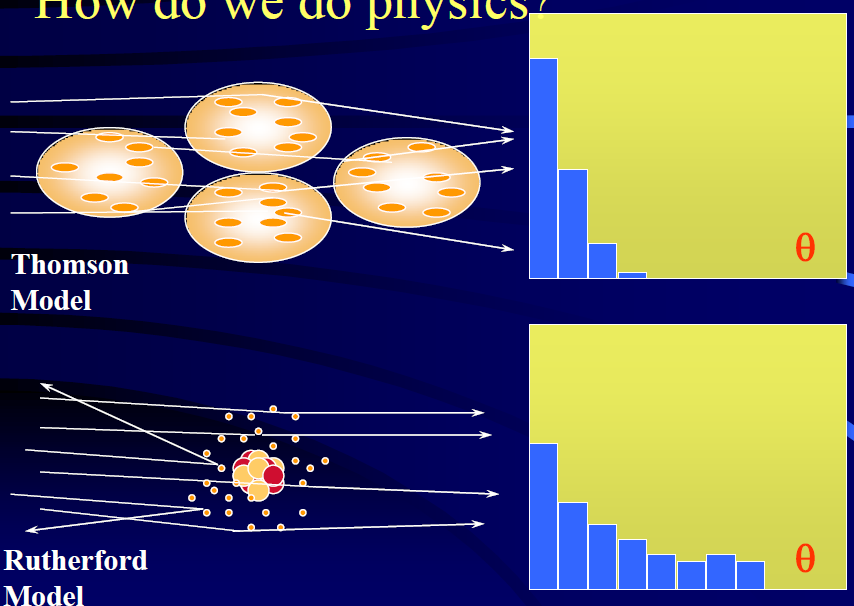 How do we do physics?
θ
Thomson
Model
θ
Rutherford
Model